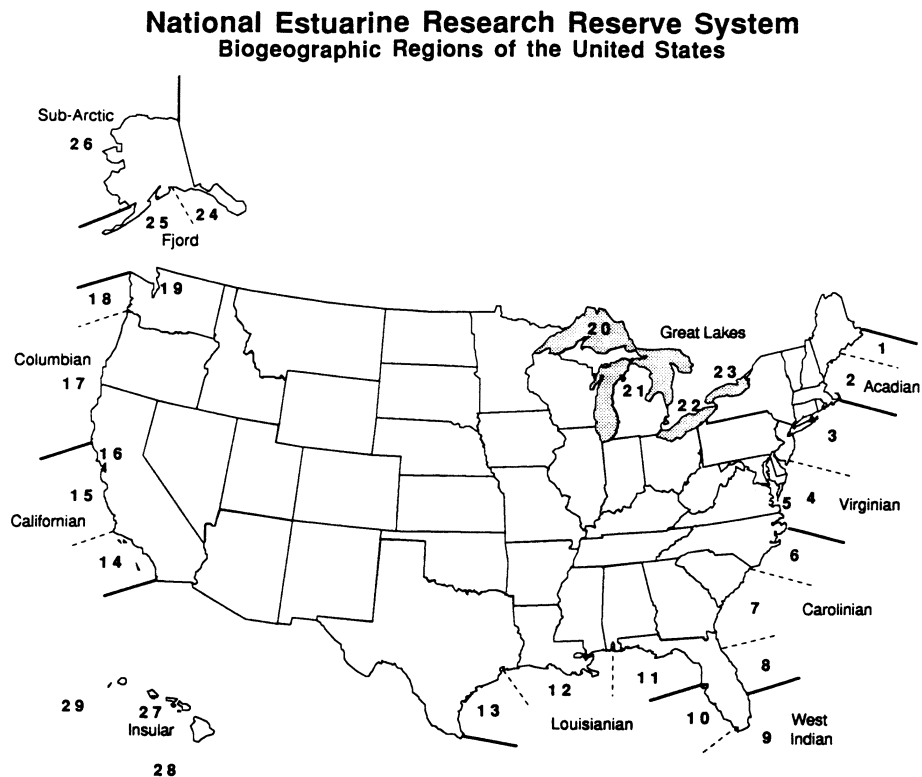 National Estuarine Research Reserve System
Biogeographic Regions of the United States
Sub-Arctic
26
25
24
Fjord
18
19
20
Great Lakes
1
Columbian
17
21
22
23
2
Acadian
3
16
15
Californian
14
5
4
Virginian
6
7
Carolinian
8
29
27
Insular
28
13
12
Louisianian
11
10
9
West
Indian